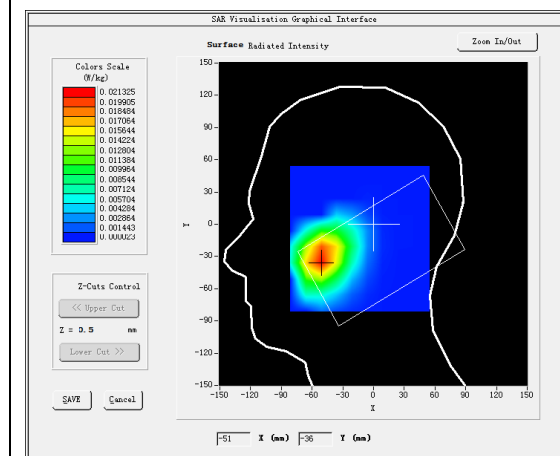 SAR Visualisation Graphical Interface
Surface Radiated Intensity
Zoom In/Out
Colors Scale
(W/kg)
0.021325
0.019905
0.018484
0.017064
0.015644
0.014224
0.012804
0.011384
0.009964
0.008544
0.007124
0.005704
0.004284
0.002864
0.001443
0.000023
150
120
90
60
30
0
-30
-60
-90
-120
-150
Y
-150 -120 -90 -60 -30 0 30 60 90 120 150
X
Z-Cuts Control
<< Upper Cut
Z = 0.5 mm
Lower Cut >>
SAVE Cancel
-51 X (mm) -36 Y (mm)